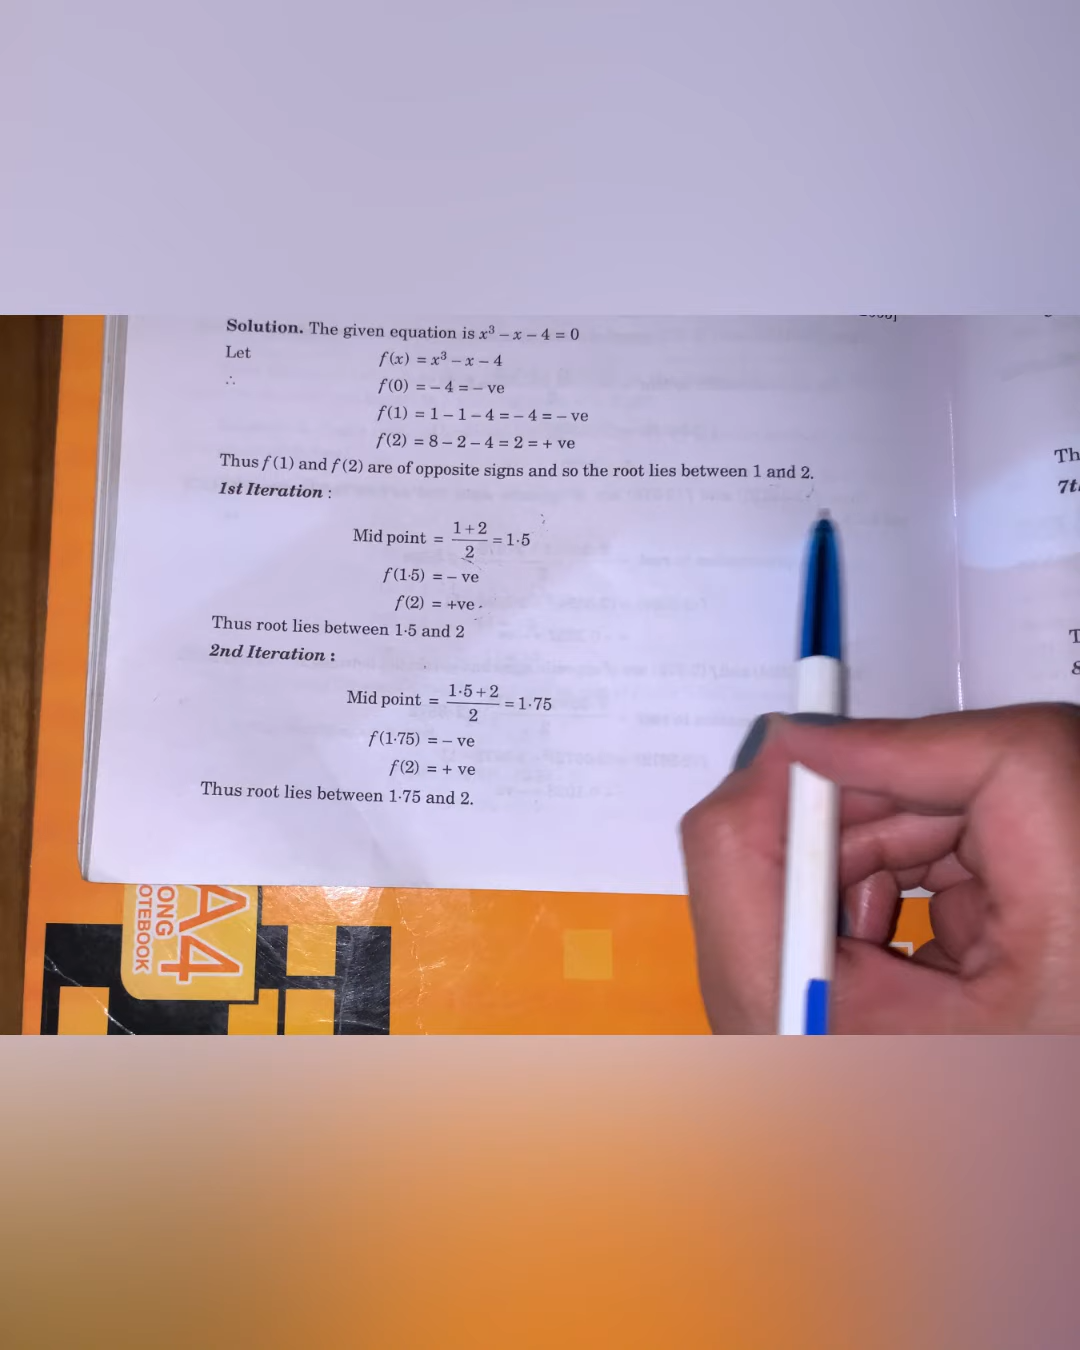 Solution. The given equation is x³ – x – 4 = 0
Let f(x) = x³ – x – 4
∴ f(0) = – 4 = – ve
f(1) = 1 – 1 – 4 = – 4 = – ve
f(2) = 8 – 2 – 4 = 2 = + ve
Thus f(1) and f(2) are of opposite signs and so the root lies between 1 and 2.
1st Iteration :
Mid point = (1+2)/2 = 1·5
f(1·5) = – ve
f(2) = +ve
Thus root lies between 1·5 and 2
2nd Iteration :
Mid point = (1·5+2)/2 = 1·75
f(1·75) = – ve
f(2) = + ve
Thus root lies between 1·75 and 2.
Th
A4
ONG
OTEBOOK